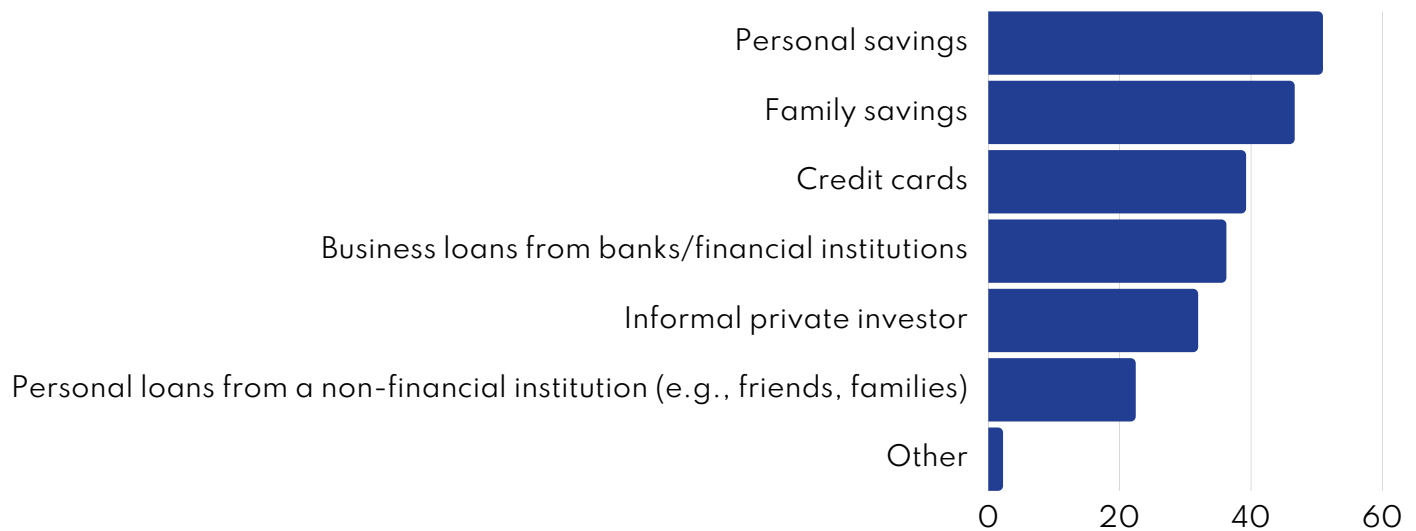 Personal savings
Family savings
Credit cards
Business loans from banks/financial institutions
Informal private investor
Personal loans from a non-financial institution (e.g., friends, families)
Other
0 20 40 60